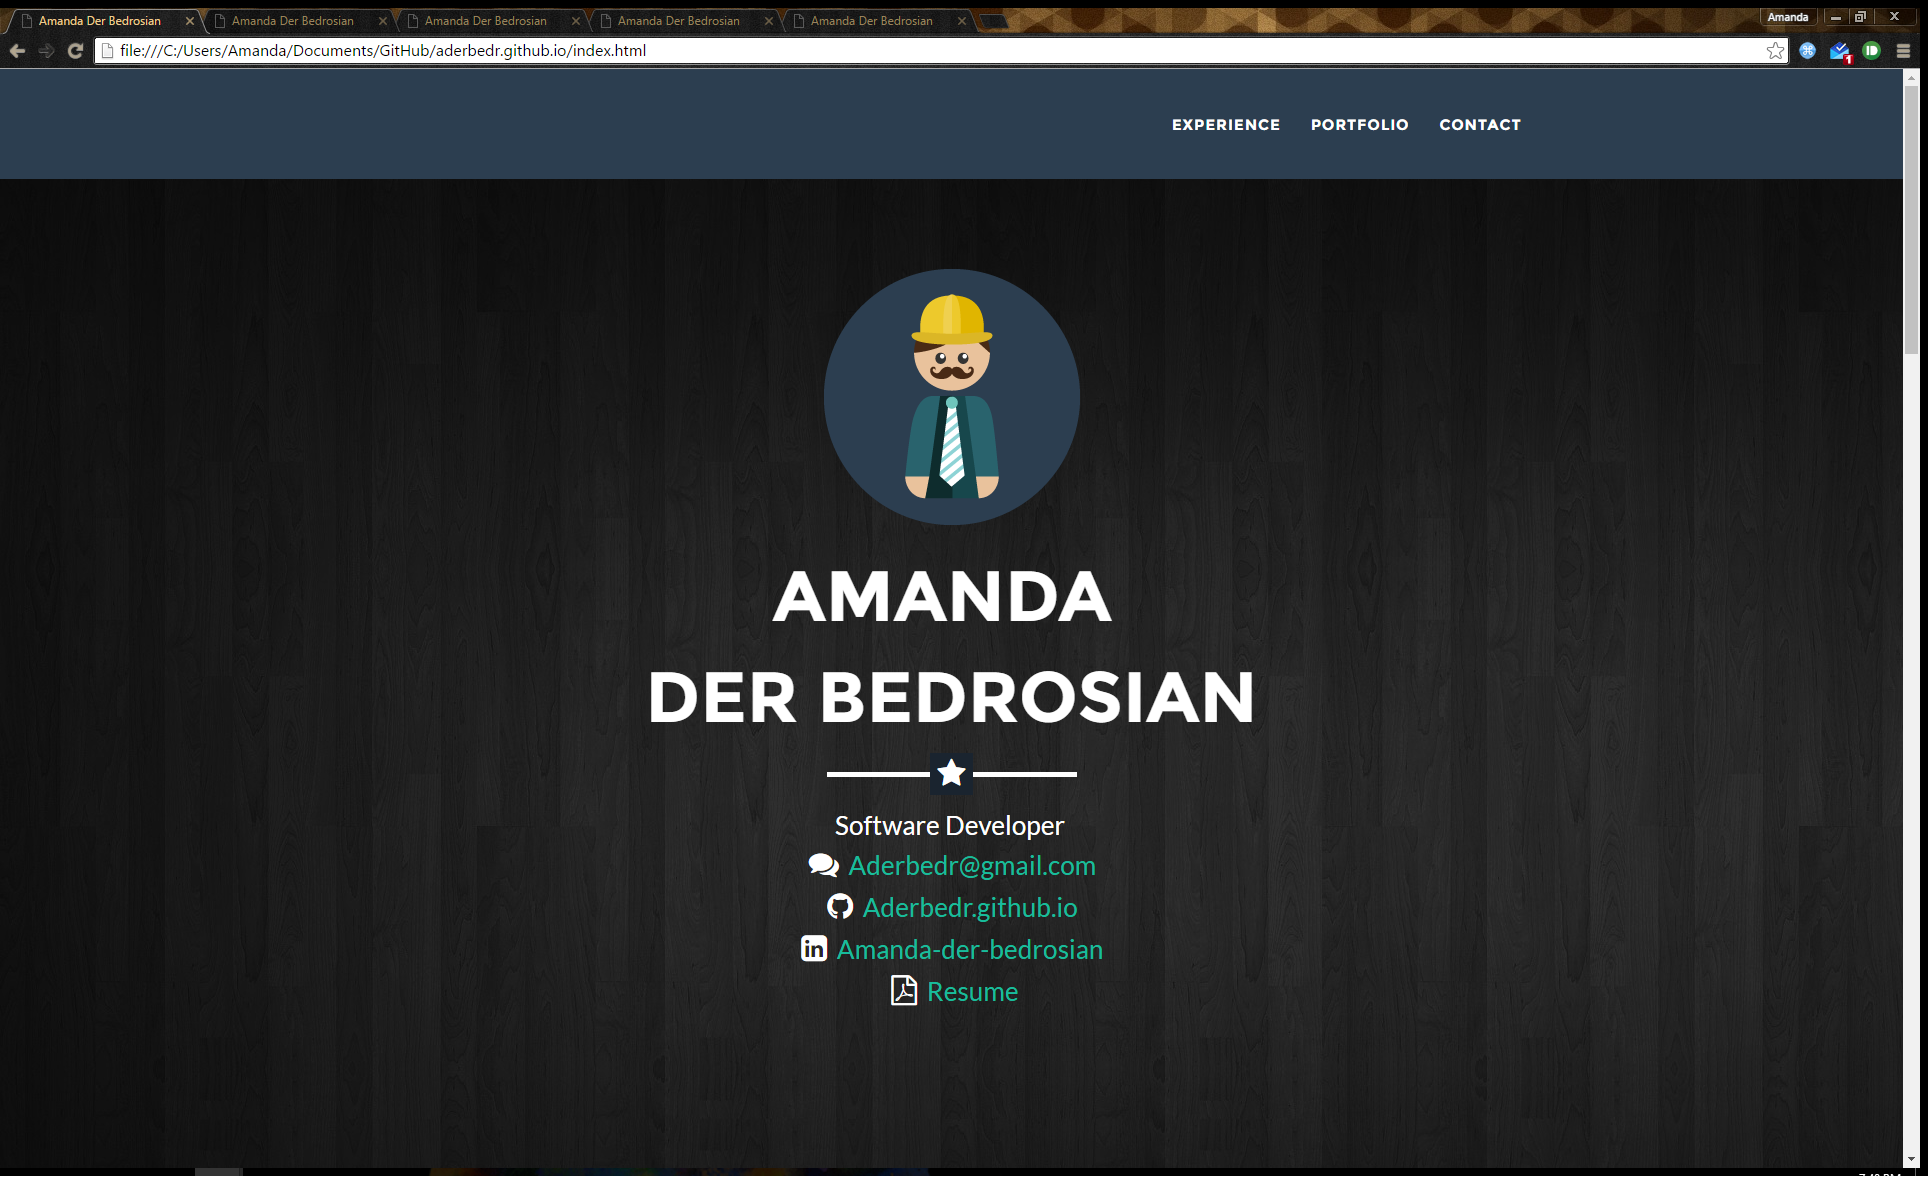 Amanda Der Bedrosian
Amanda Der Bedrosian
Amanda Der Bedrosian
Amanda Der Bedrosian
Amanda Der Bedrosian
Amanda
file:///C:/Users/Amanda/Documents/GitHub/aderbedr.github.io/index.html
1
EXPERIENCE PORTFOLIO CONTACT
AMANDA
DER BEDROSIAN
Software Developer
Aderbedr@gmail.com
Aderbedr.github.io
in Amanda-der-bedrosian
Resume